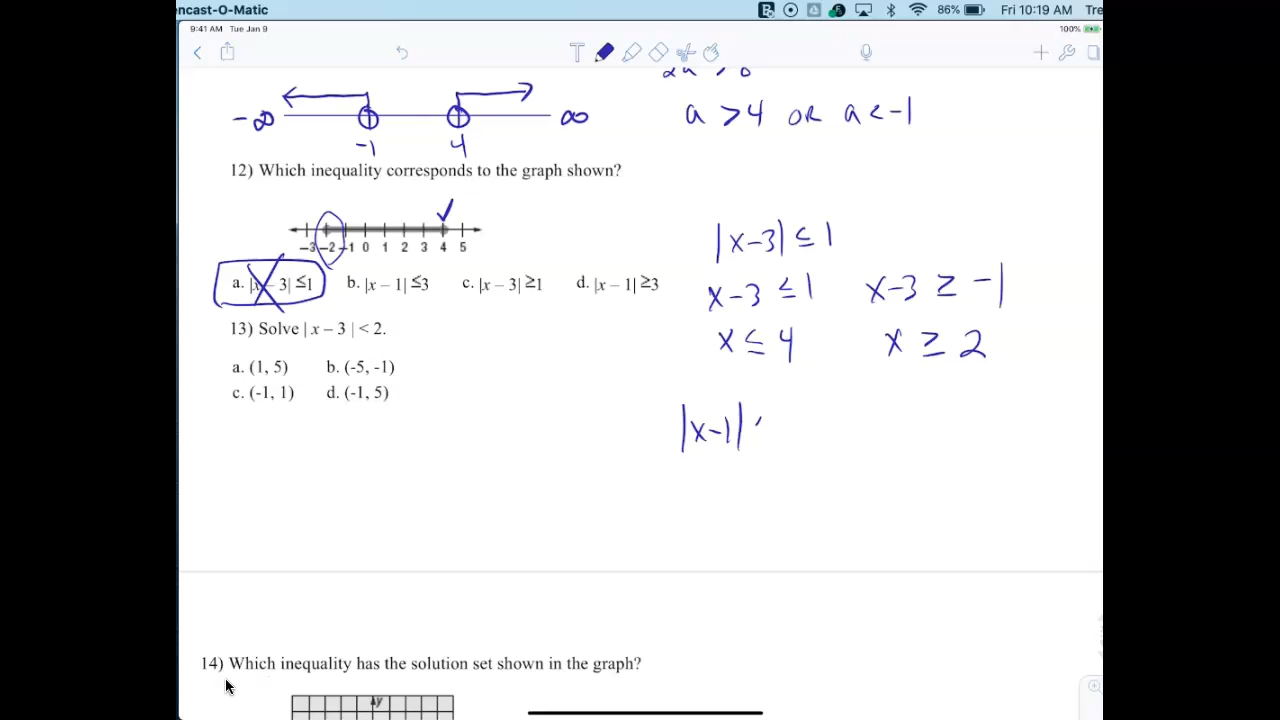 encast-O-Matic 86% Fri 10:19 AM Tre
9:41 AM Tue Jan 9 100%
-∞ -1 4 ∞
a > 4 OR a < -1
12) Which inequality corresponds to the graph shown?
-3 -2 -1 0 1 2 3 4 5
|x-3| ≤ 1
a. |x – 3| ≤1 b. |x – 1| ≤3 c. |x – 3| ≥1 d. |x – 1| ≥3
x-3 ≤ 1 x-3 ≥ -1
13) Solve | x – 3 | < 2.
x ≤ 4 x ≥ 2
a. (1, 5) b. (-5, -1)
c. (-1, 1) d. (-1, 5)
|x-1|
14) Which inequality has the solution set shown in the graph?
y